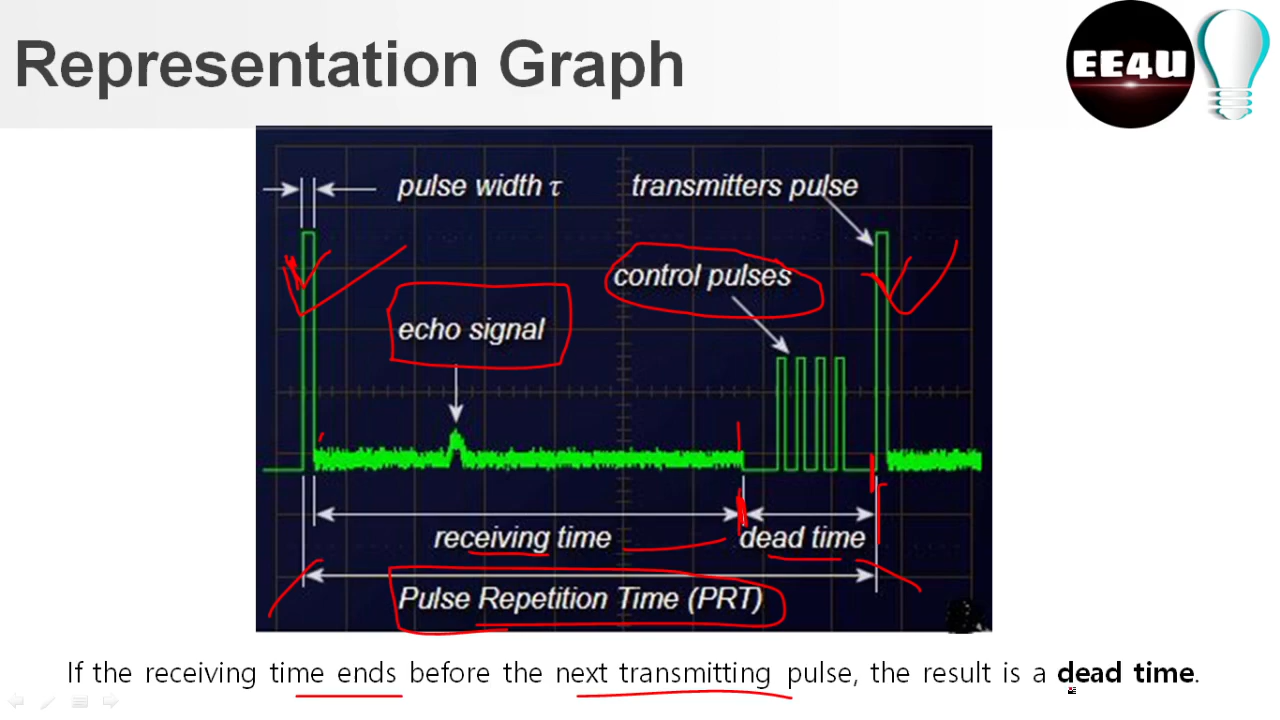 Representation Graph
EE4U
pulse width τ
transmitters pulse
control pulses
echo signal
receiving time
dead time
Pulse Repetition Time (PRT)
If the receiving time ends before the next transmitting pulse, the result is a dead time.